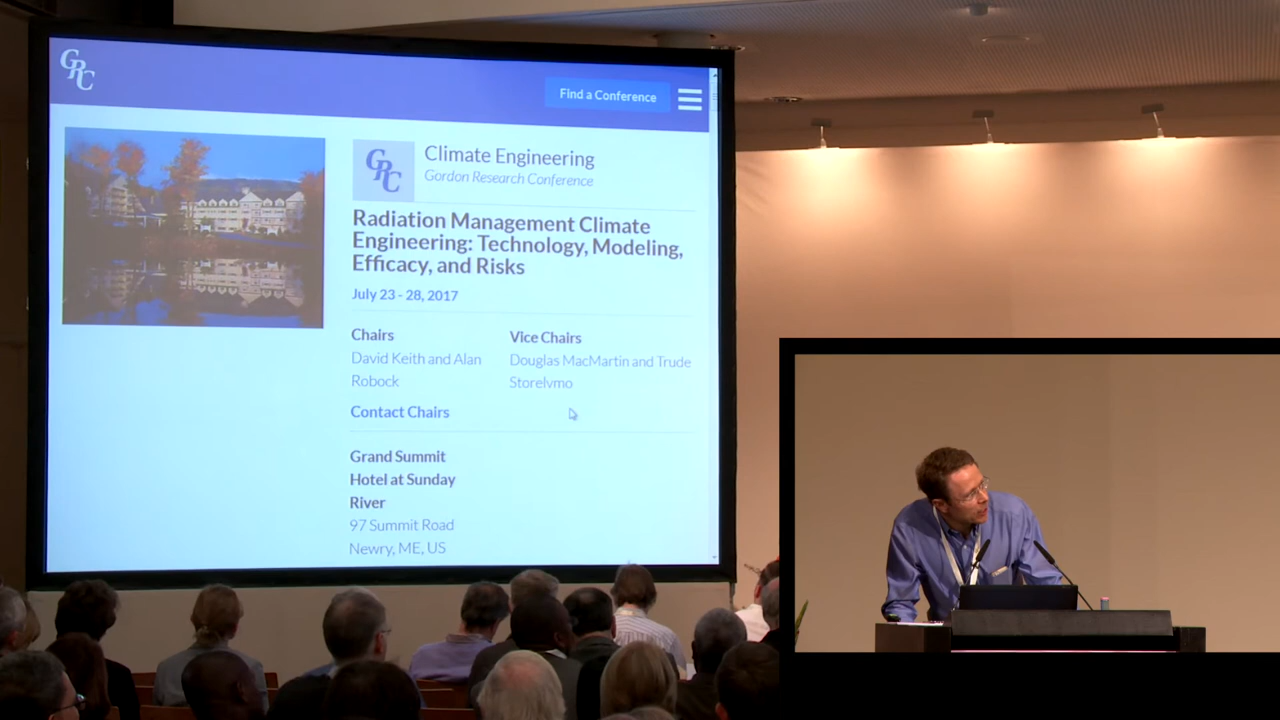 GRC
Find a Conference
GRC
Climate Engineering
Gordon Research Conference
Radiation Management Climate
Engineering: Technology, Modeling,
Efficacy, and Risks
July 23 - 28, 2017
Chairs
David Keith and Alan
Robock
Vice Chairs
Douglas MacMartin and Trude
Storelvmo
Contact Chairs
Grand Summit
Hotel at Sunday
River
97 Summit Road
Newry, ME, US